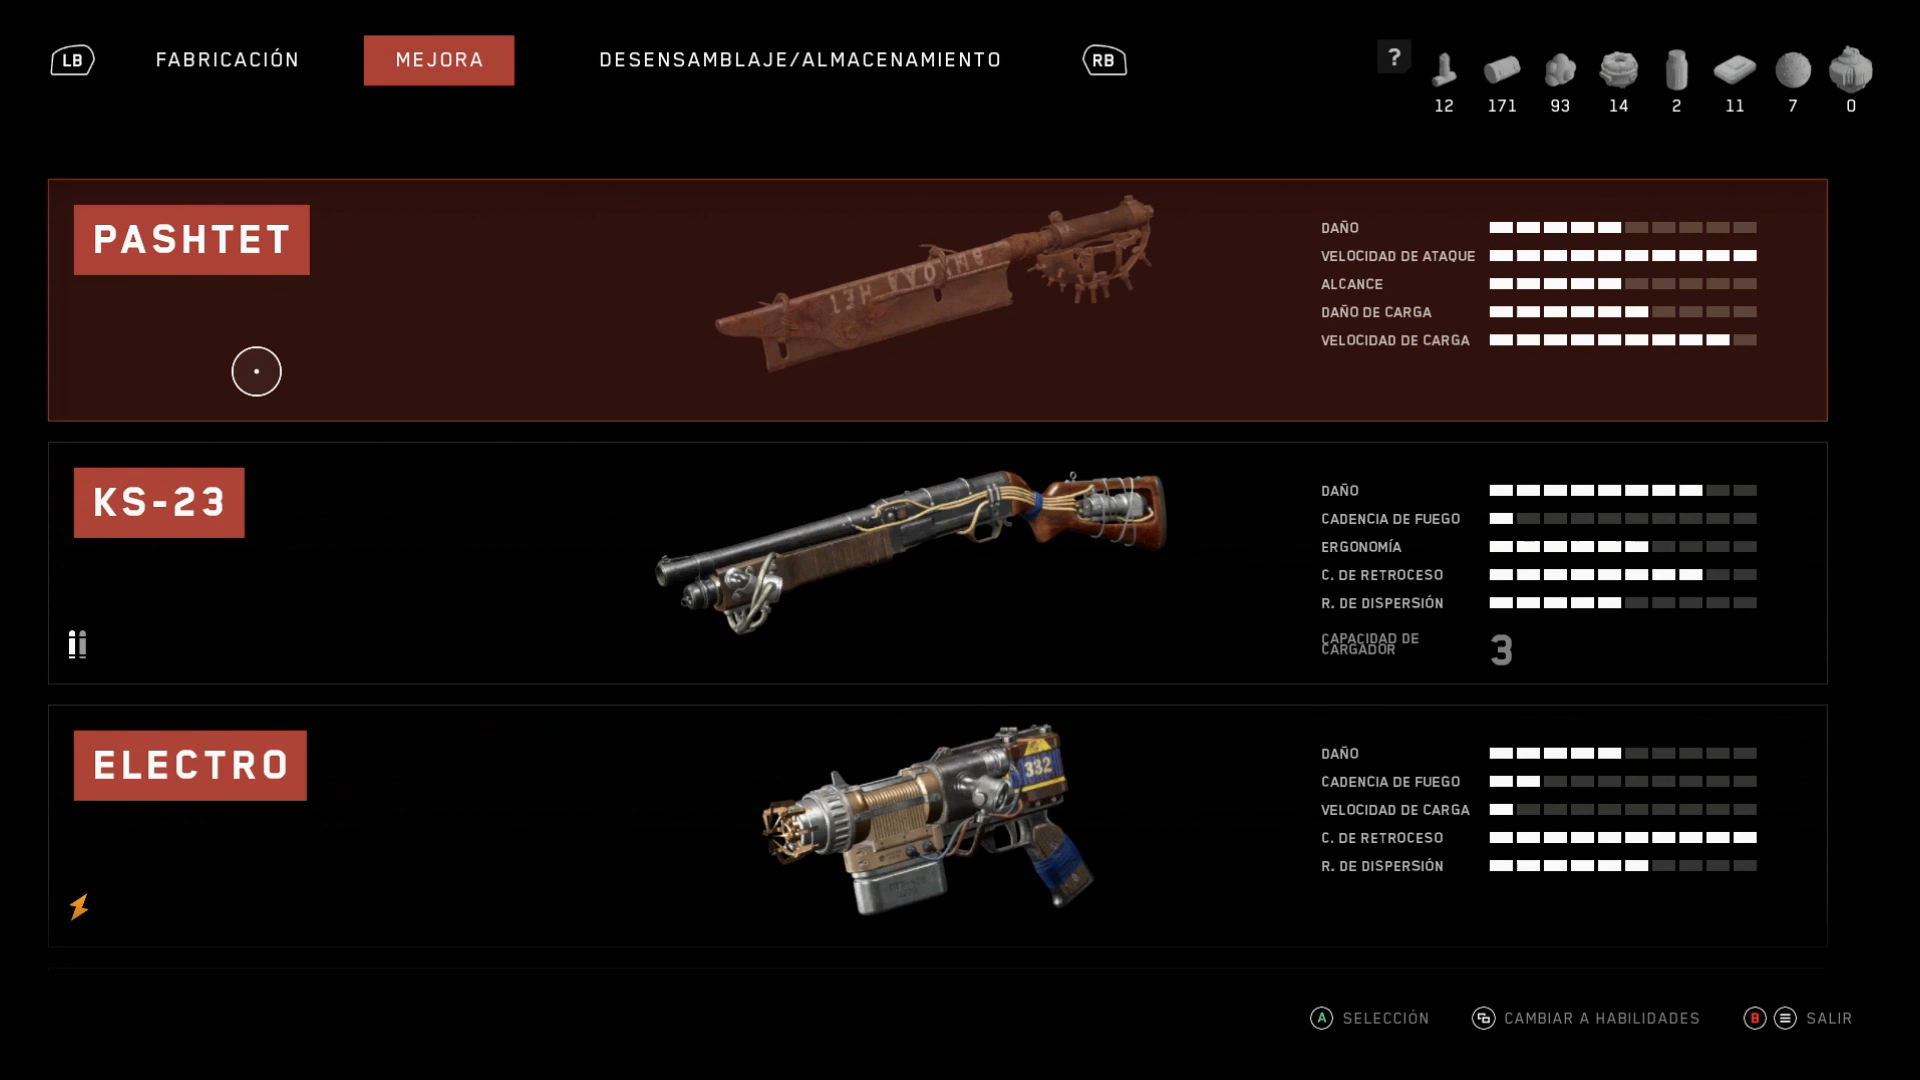 LB FABRICACIÓN MEJORA DESENSAMBLAJE/ALMACENAMIENTO RB ?
12 171 93 14 2 11 7 0
PASHTET
DAÑO
VELOCIDAD DE ATAQUE
ALCANCE
DAÑO DE CARGA
VELOCIDAD DE CARGA
KS-23
DAÑO
CADENCIA DE FUEGO
ERGONOMÍA
C. DE RETROCESO
R. DE DISPERSIÓN
CAPACIDAD DE
CARGADOR
3
ELECTRO
332
DAÑO
CADENCIA DE FUEGO
VELOCIDAD DE CARGA
C. DE RETROCESO
R. DE DISPERSIÓN
A SELECCIÓN CAMBIAR A HABILIDADES B SALIR